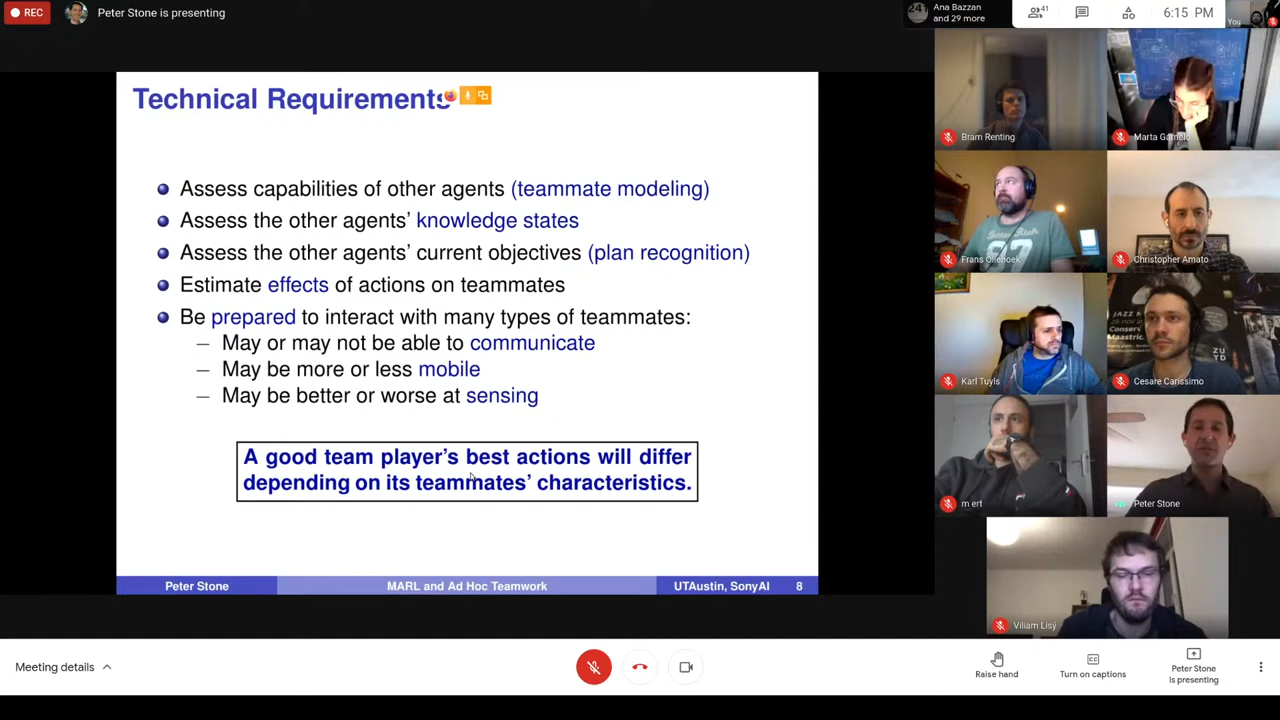 REC
Peter Stone is presenting
Ana Bazzan
and 29 more
41
6:15 PM
You
Technical Requirements
Assess capabilities of other agents (teammate modeling)
Assess the other agents' knowledge states
Assess the other agents' current objectives (plan recognition)
Estimate effects of actions on teammates
Be prepared to interact with many types of teammates:
– May or may not be able to communicate
– May be more or less mobile
– May be better or worse at sensing
A good team player's best actions will differ
depending on its teammates' characteristics.
Peter Stone
MARL and Ad Hoc Teamwork
UTAustin, SonyAI
8
Bram Renting
Marta Garnelo
Frans Oliehoek
Christopher Amato
Karl Tuyls
Cesare Carissimo
m ert
Peter Stone
Viliam Lisý
Meeting details
Raise hand
Turn on captions
Peter Stone
is presenting